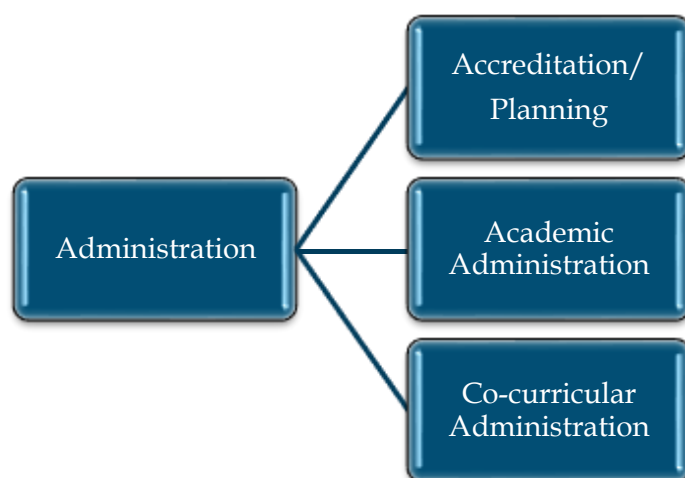 Accreditation/
Planning
Administration
Academic
Administration
Co-curricular
Administration